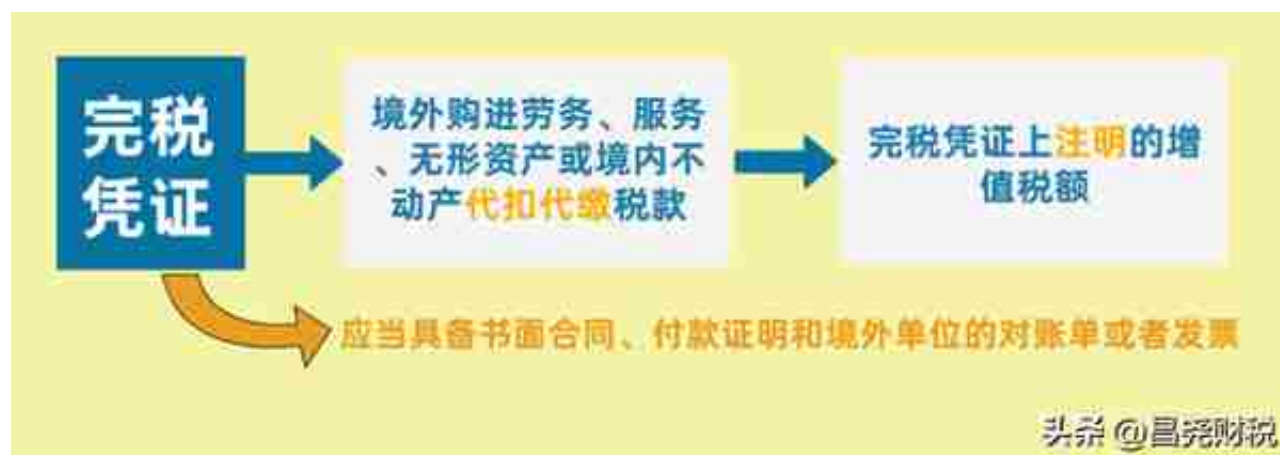 完税
凭证
境外购进劳务、服务
、无形资产或境内不
动产代扣代缴税款
完税凭证上注明的增
值税额
应当具备书面合同、付款证明和境外单位的对账单或者发票
头条 @昌尧财税